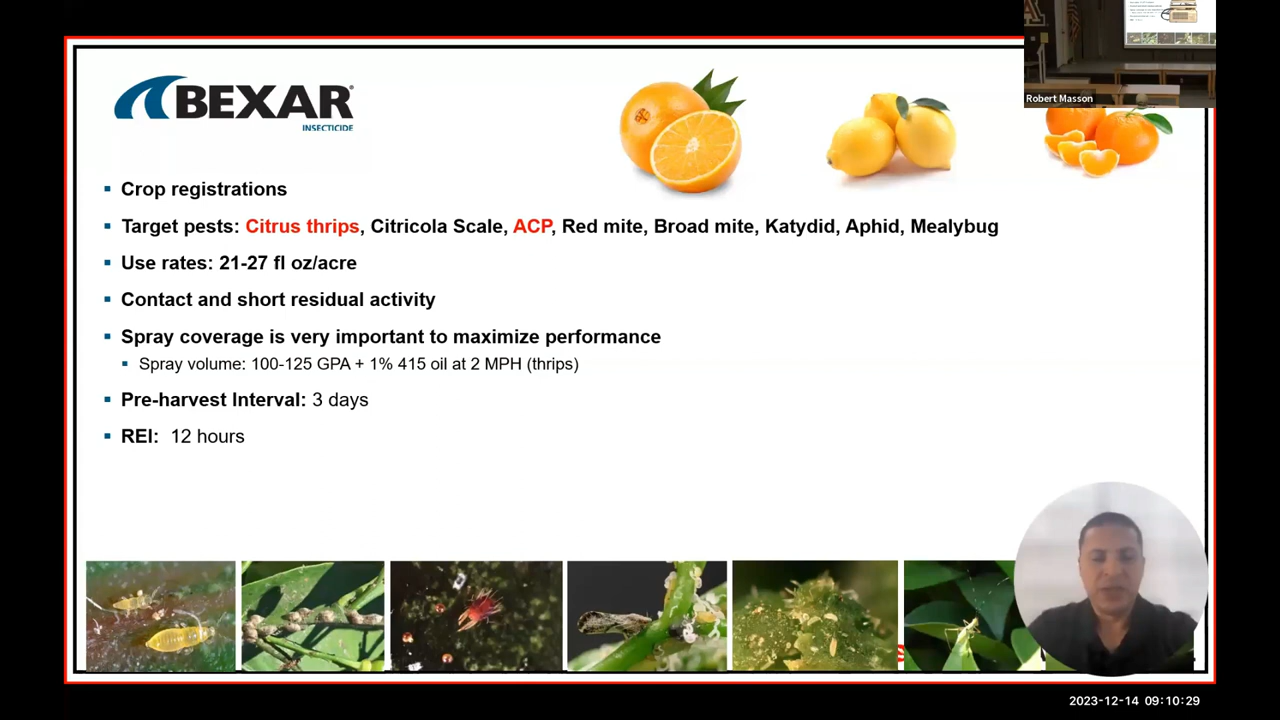 BEXAR®
INSECTICIDE
Robert Masson
Crop registrations
Target pests: Citrus thrips, Citricola Scale, ACP, Red mite, Broad mite, Katydid, Aphid, Mealybug
Use rates: 21-27 fl oz/acre
Contact and short residual activity
Spray coverage is very important to maximize performance
Spray volume: 100-125 GPA + 1% 415 oil at 2 MPH (thrips)
Pre-harvest Interval: 3 days
REI: 12 hours
2023-12-14 09:10:29